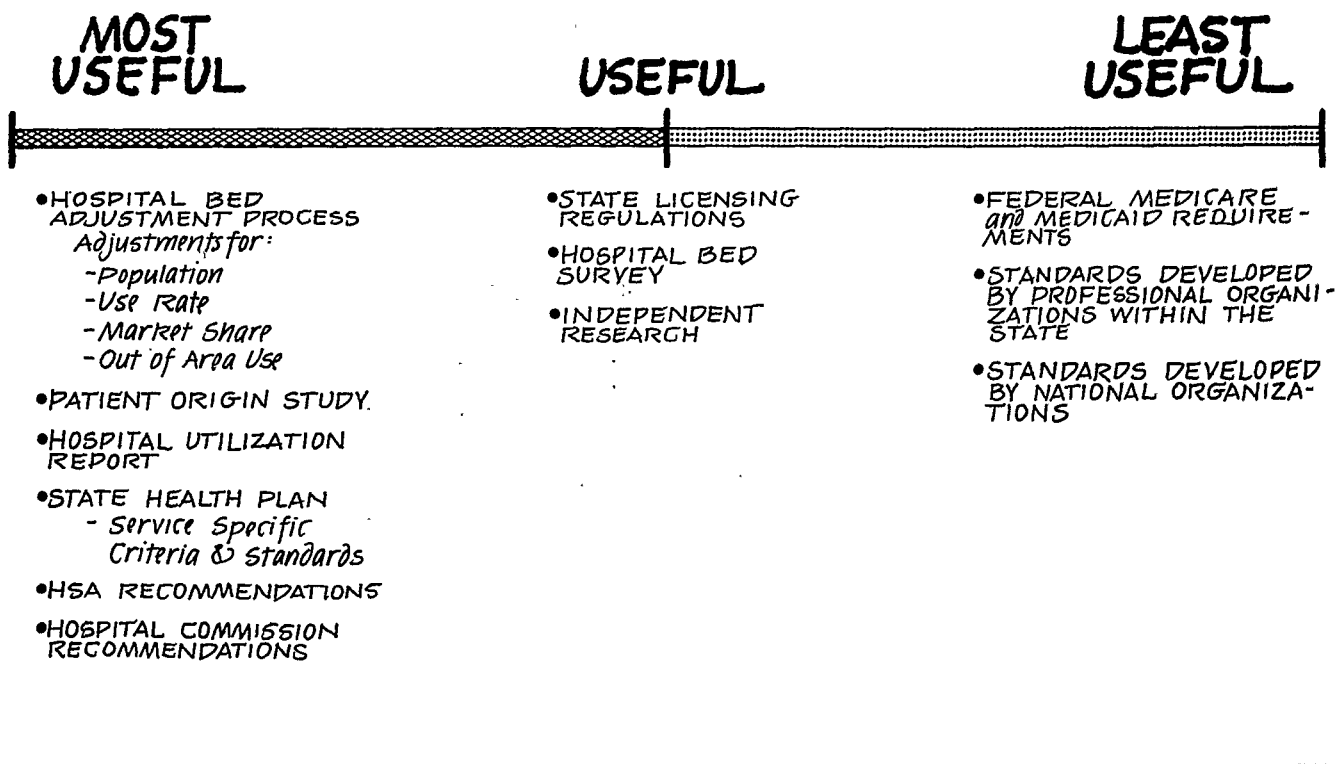 MOST
USEFUL
USEFUL
LEAST
USEFUL
•HOSPITAL BED
ADJUSTMENT PROCESS
Adjustments for:
-Population
-Use Rate
-Market Share
-Out of Area Use
•PATIENT ORIGIN STUDY
•HOSPITAL UTILIZATION
REPORT
•STATE HEALTH PLAN
- Service Specific
Criteria & Standards
•HSA RECOMMENDATIONS
•HOSPITAL COMMISSION
RECOMMENDATIONS
•STATE LICENSING
REGULATIONS
•HOSPITAL BED
SURVEY
•INDEPENDENT
RESEARCH
•FEDERAL MEDICARE
and MEDICAID REQUIRE-
MENTS
•STANDARDS DEVELOPED
BY PROFESSIONAL ORGANI-
ZATIONS WITHIN THE
STATE
•STANDARDS DEVELOPED
BY NATIONAL ORGANIZA-
TIONS